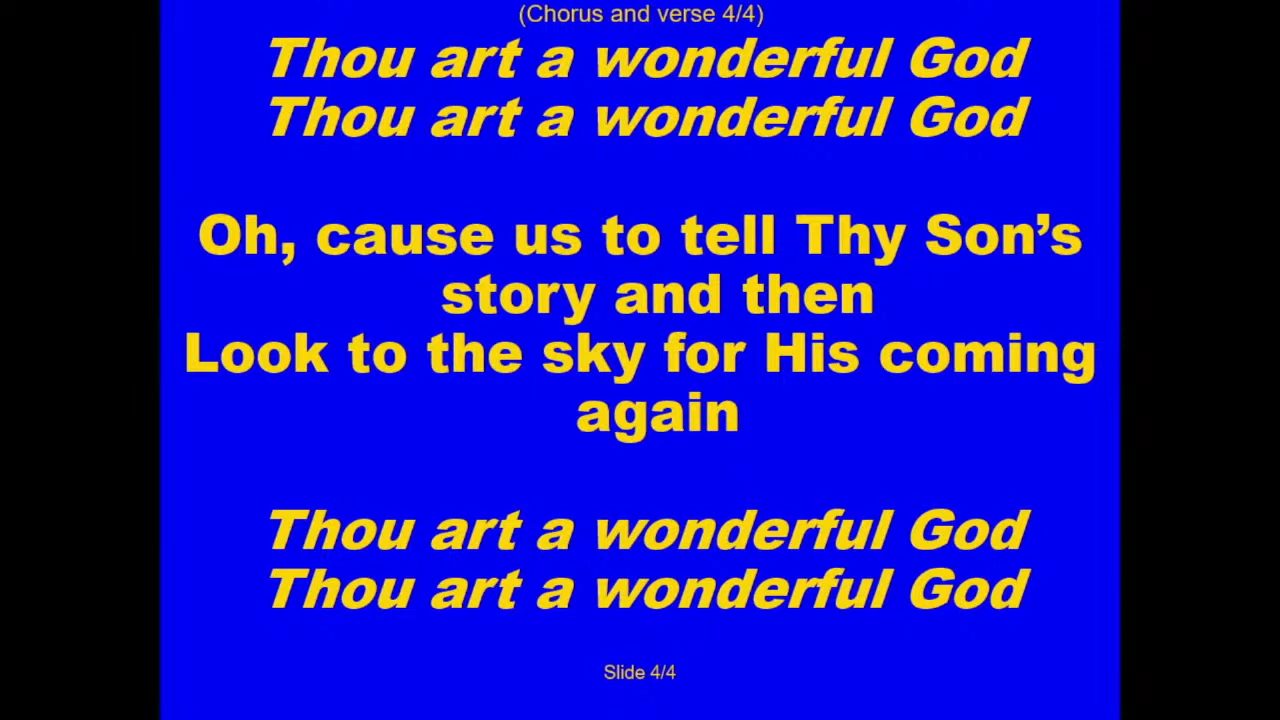 (Chorus and verse 4/4)
Thou art a wonderful God
Thou art a wonderful God
Oh, cause us to tell Thy Son’s
story and then
Look to the sky for His coming
again
Thou art a wonderful God
Thou art a wonderful God
Slide 4/4